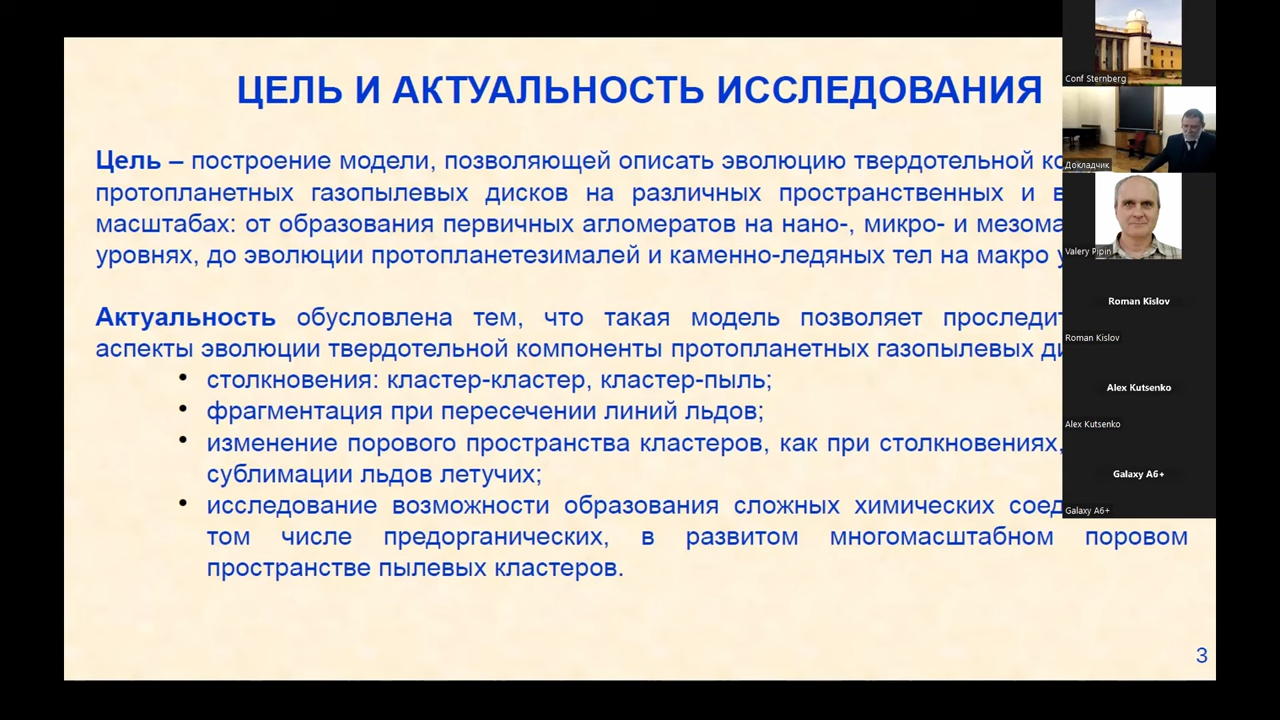 ЦЕЛЬ И АКТУАЛЬНОСТЬ ИССЛЕДОВАНИЯ
Цель – построение модели, позволяющей описать эволюцию твердотельной
протопланетных газопылевых дисков на различных пространственных и
масштабах: от образования первичных агломератов на нано-, микро- и
уровнях, до эволюции протопланетезималей и каменно-ледяных тел на макро
Актуальность обусловлена тем, что такая модель позволяет
аспекты эволюции твердотельной компоненты протопланетных газопылевых
• столкновения: кластер-кластер, кластер-пыль;
• фрагментация при пересечении линий льдов;
• изменение порового пространства кластеров, как при столкновениях,
сублимации льдов летучих;
• исследование возможности образования сложных химических
том числе предорганических, в развитом многомасштабном поровом
пространстве пылевых кластеров.
3
Conf Sternberg
Докладчик
Valery Pipin
Roman Kislov
Roman Kislov
Alex Kutsenko
Alex Kutsenko
Galaxy A6+
Galaxy A6+